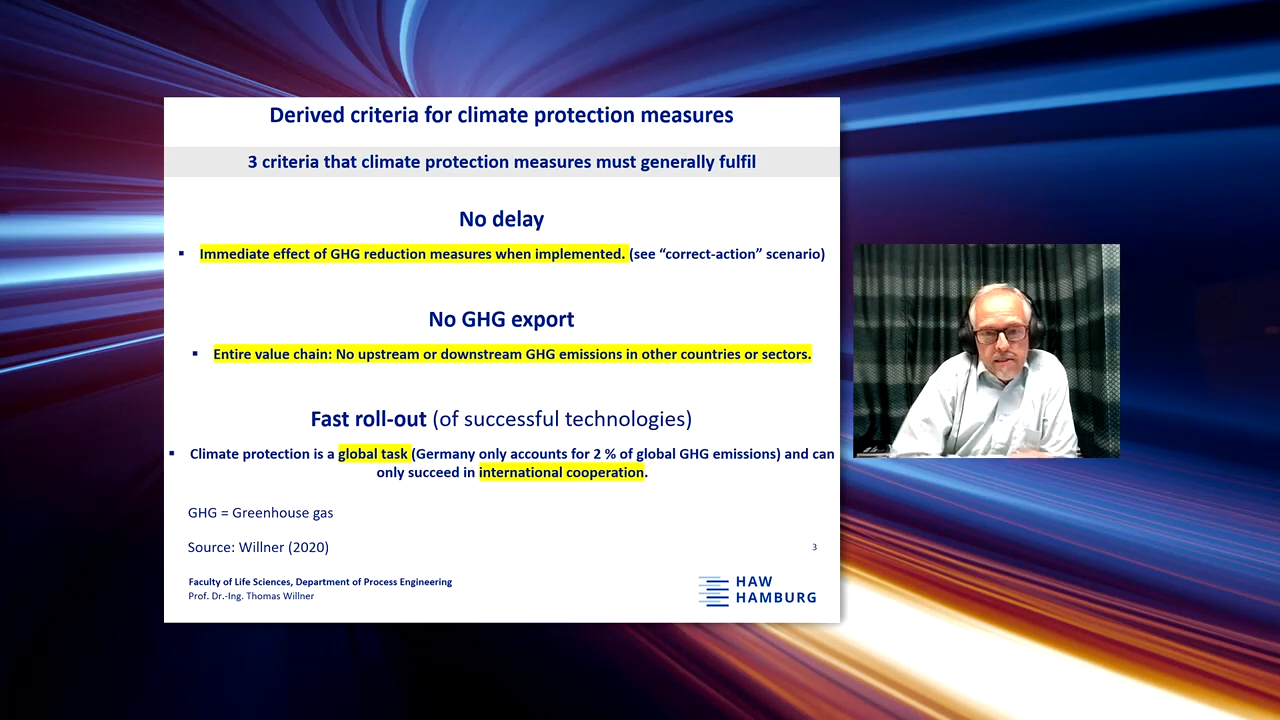 Derived criteria for climate protection measures
3 criteria that climate protection measures must generally fulfil
No delay
▪ Immediate effect of GHG reduction measures when implemented. (see “correct-action” scenario)
No GHG export
▪ Entire value chain: No upstream or downstream GHG emissions in other countries or sectors.
Fast roll-out (of successful technologies)
▪ Climate protection is a global task (Germany only accounts for 2 % of global GHG emissions) and can
only succeed in international cooperation.
GHG = Greenhouse gas
Source: Willner (2020)
3
Faculty of Life Sciences, Department of Process Engineering
Prof. Dr.-Ing. Thomas Willner
HAW
HAMBURG